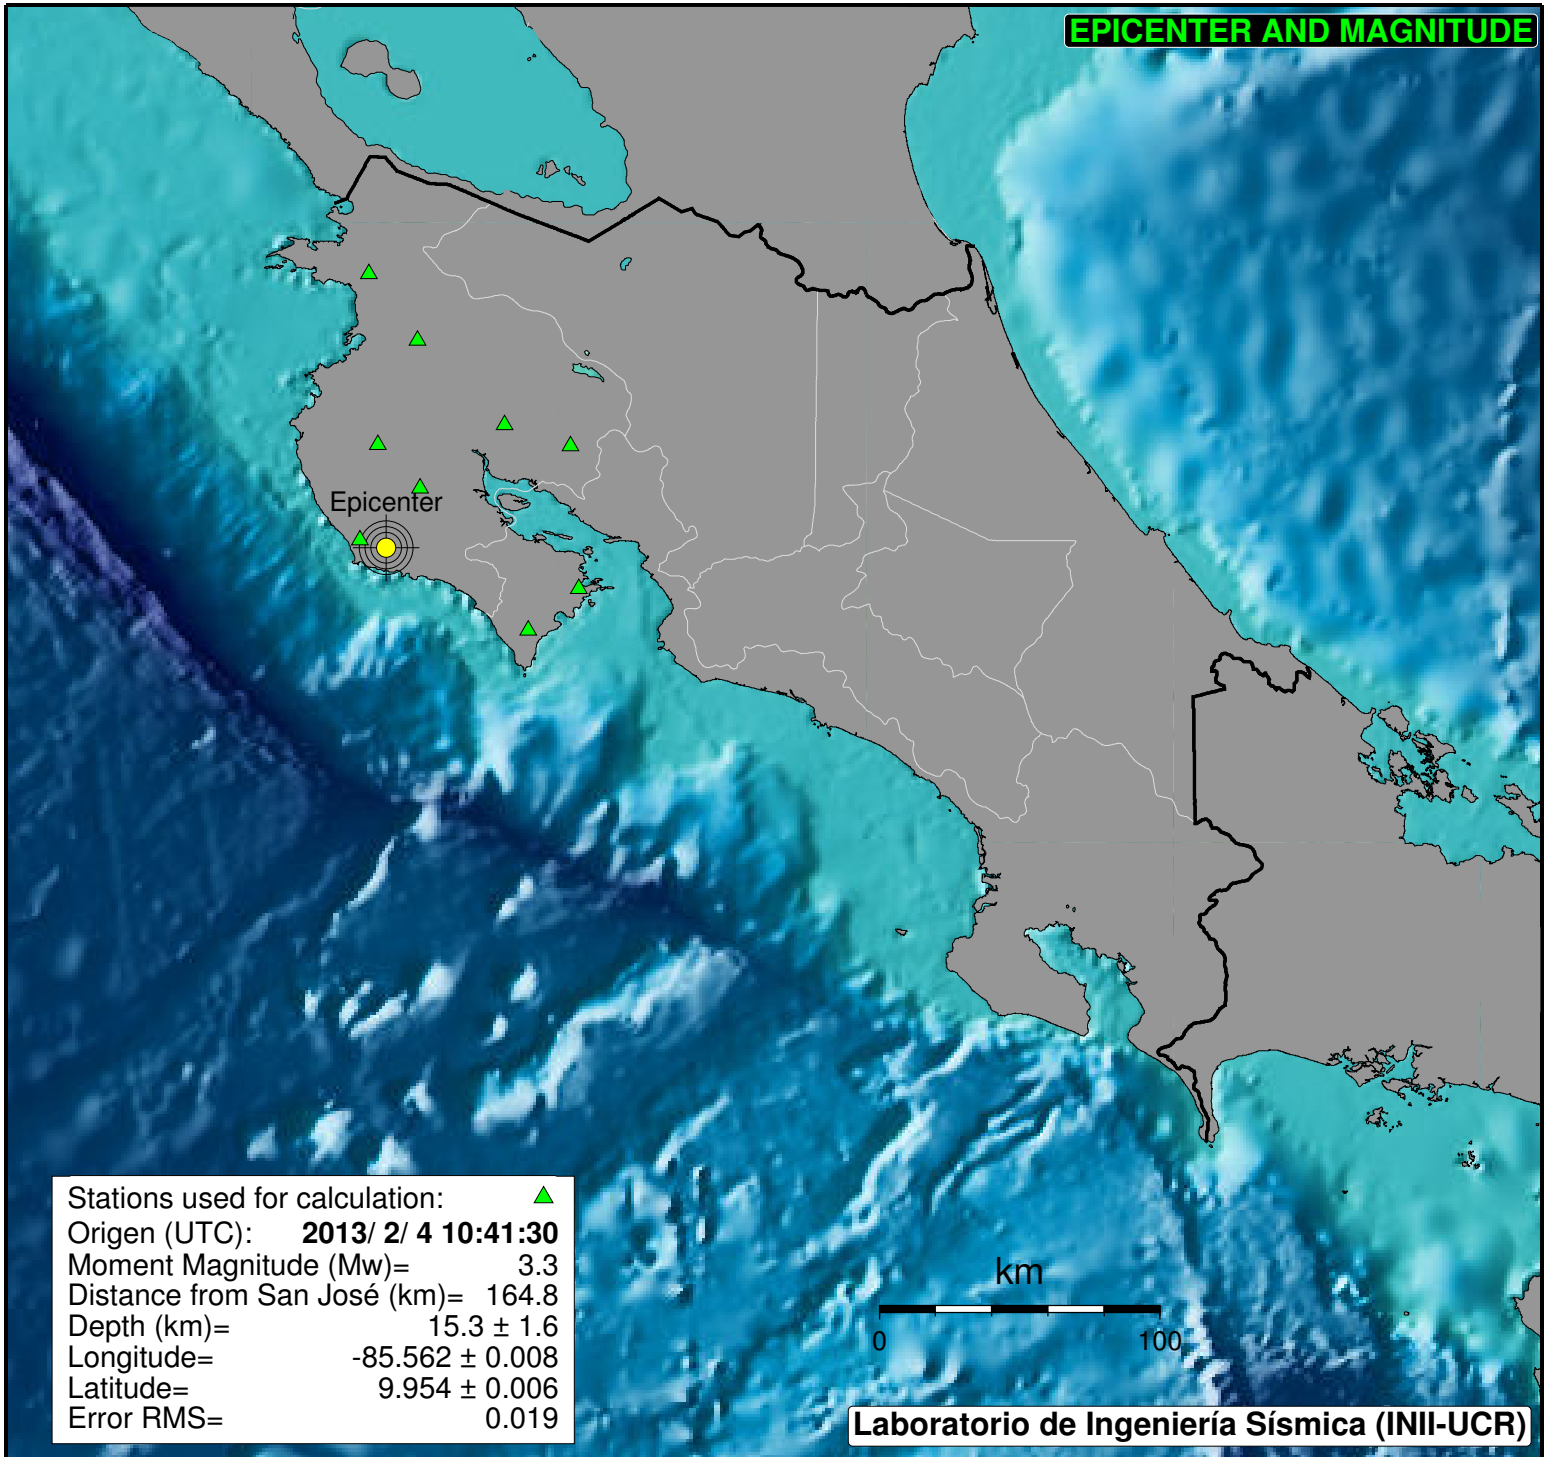 EPICENTER AND MAGNITUDE
Epicenter
Stations used for calculation:
Origen (UTC): 2013/ 2/ 4 10:41:30
Moment Magnitude (Mw)= 3.3
Distance from San José (km)= 164.8
Depth (km)= 15.3 ± 1.6
Longitude= -85.562 ± 0.008
Latitude= 9.954 ± 0.006
Error RMS= 0.019
km
0 100
Laboratorio de Ingeniería Sísmica (INII-UCR)